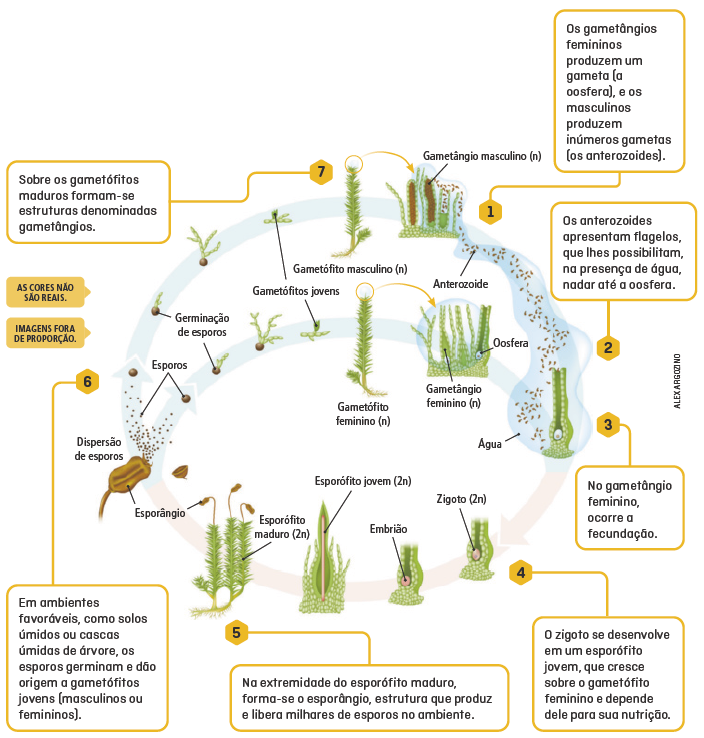 Os gametângios
femininos
produzem um
gameta (a
oosfera), e os
masculinos
produzem
inúmeros gametas
(os anterozoides).
1
Os anterozoides
apresentam flagelos,
que lhes possibilitam,
na presença de água,
nadar até a oosfera.
2
3
No gametângio
feminino,
ocorre a
fecundação.
4
O zigoto se desenvolve
em um esporófito
jovem, que cresce
sobre o gametófito
feminino e depende
dele para sua nutrição.
5
Na extremidade do esporófito maduro,
forma-se o esporângio, estrutura que produz
e libera milhares de esporos no ambiente.
6
Em ambientes
favoráveis, como solos
úmidos ou cascas
úmidas de árvore, os
esporos germinam e dão
origem a gametófitos
jovens (masculinos ou
femininos).
7
Sobre os gametófitos
maduros formam-se
estruturas denominadas
gametângios.
AS CORES NÃO
SÃO REAIS.
IMAGENS FORA
DE PROPORÇÃO.
Gametângio masculino (n)
Gametófito masculino (n)
Anterozoide
Gametófitos jovens
Germinação
de esporos
Oosfera
Esporos
Gametângio
feminino (n)
Gametófito
feminino (n)
Água
Dispersão
de esporos
Esporângio
Esporófito
maduro (2n)
Esporófito jovem (2n)
Embrião
Zigoto (2n)
ALEX ARGOZINO